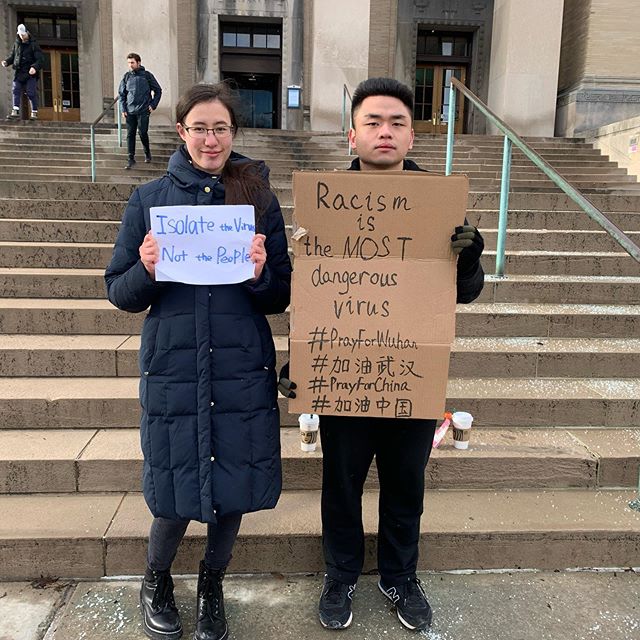 Isolate the Virus
Not the People
Racism
is
the MOST
dangerous
virus
#PrayForWuhan
#加油武汉
#PrayForChina
#加油中国